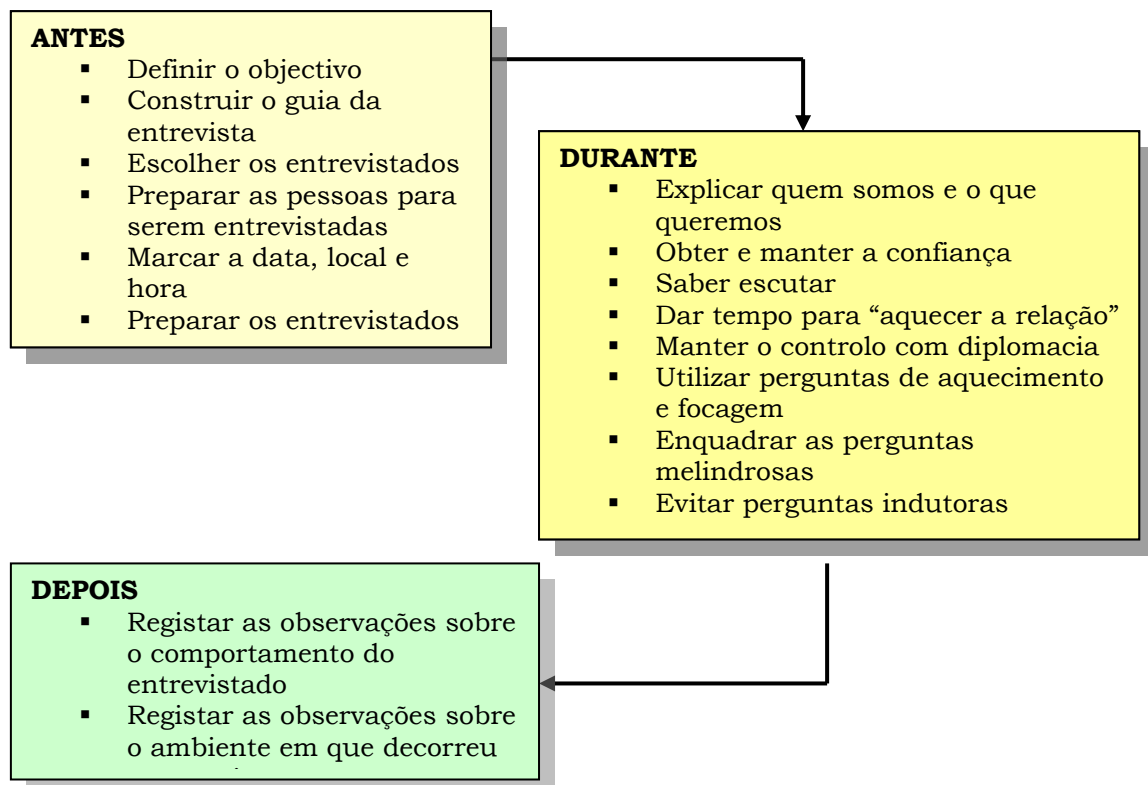 ANTES
▪ Definir o objectivo
▪ Construir o guia da
entrevista
▪ Escolher os entrevistados
▪ Preparar as pessoas para
serem entrevistadas
▪ Marcar a data, local e
hora
▪ Preparar os entrevistados
DURANTE
▪ Explicar quem somos e o que
queremos
▪ Obter e manter a confiança
▪ Saber escutar
▪ Dar tempo para “aquecer a relação”
▪ Manter o controlo com diplomacia
▪ Utilizar perguntas de aquecimento
e focagem
▪ Enquadrar as perguntas
melindrosas
▪ Evitar perguntas indutoras
DEPOIS
▪ Registar as observações sobre
o comportamento do
entrevistado
▪ Registar as observações sobre
o ambiente em que decorreu